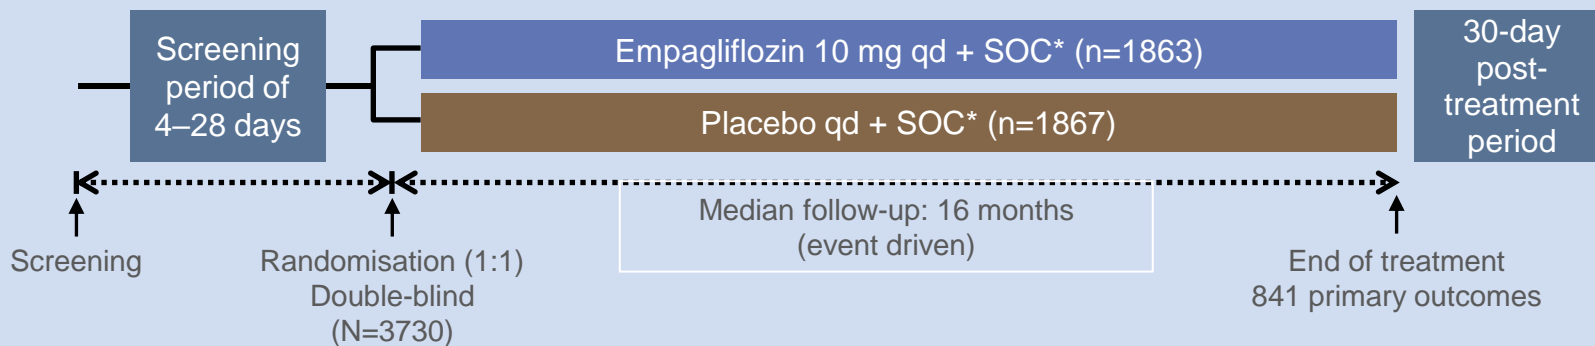 Screening
period of
4–28 days
Empagliflozin 10 mg qd + SOC* (n=1863)
Placebo qd + SOC* (n=1867)
30-day
post-
treatment
period
Median follow-up: 16 months
(event driven)
Screening
Randomisation (1:1)
Double-blind
(N=3730)
End of treatment
841 primary outcomes